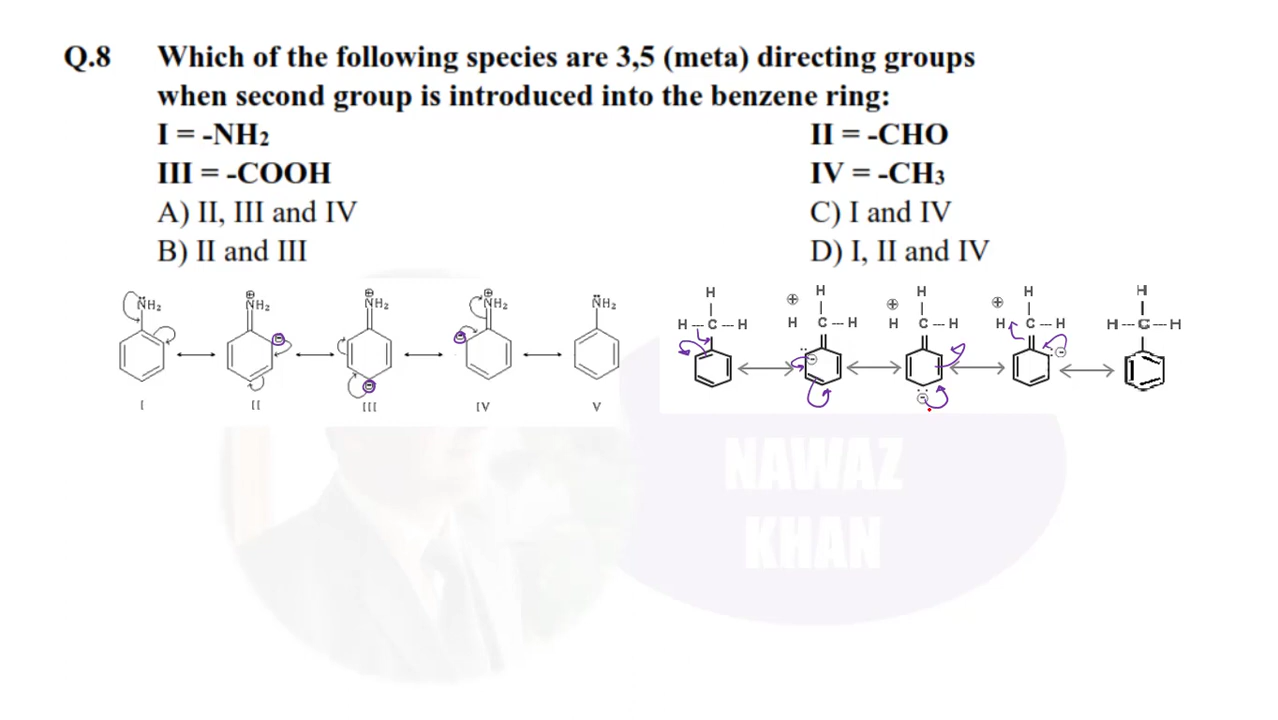 Q.8 Which of the following species are 3,5 (meta) directing groups
when second group is introduced into the benzene ring:
I = -NH2 II = -CHO
III = -COOH IV = -CH3
A) II, III and IV C) I and IV
B) II and III D) I, II and IV
N̈H2 ⊕ NH2 ⊕ NH2 ⊕ NH2 N̈H2
I II III IV V
H ⊕ H ⊕ H ⊕ H H
H - C - H H C - H H C - H H C - H H - C - H
NAWAZ
KHAN